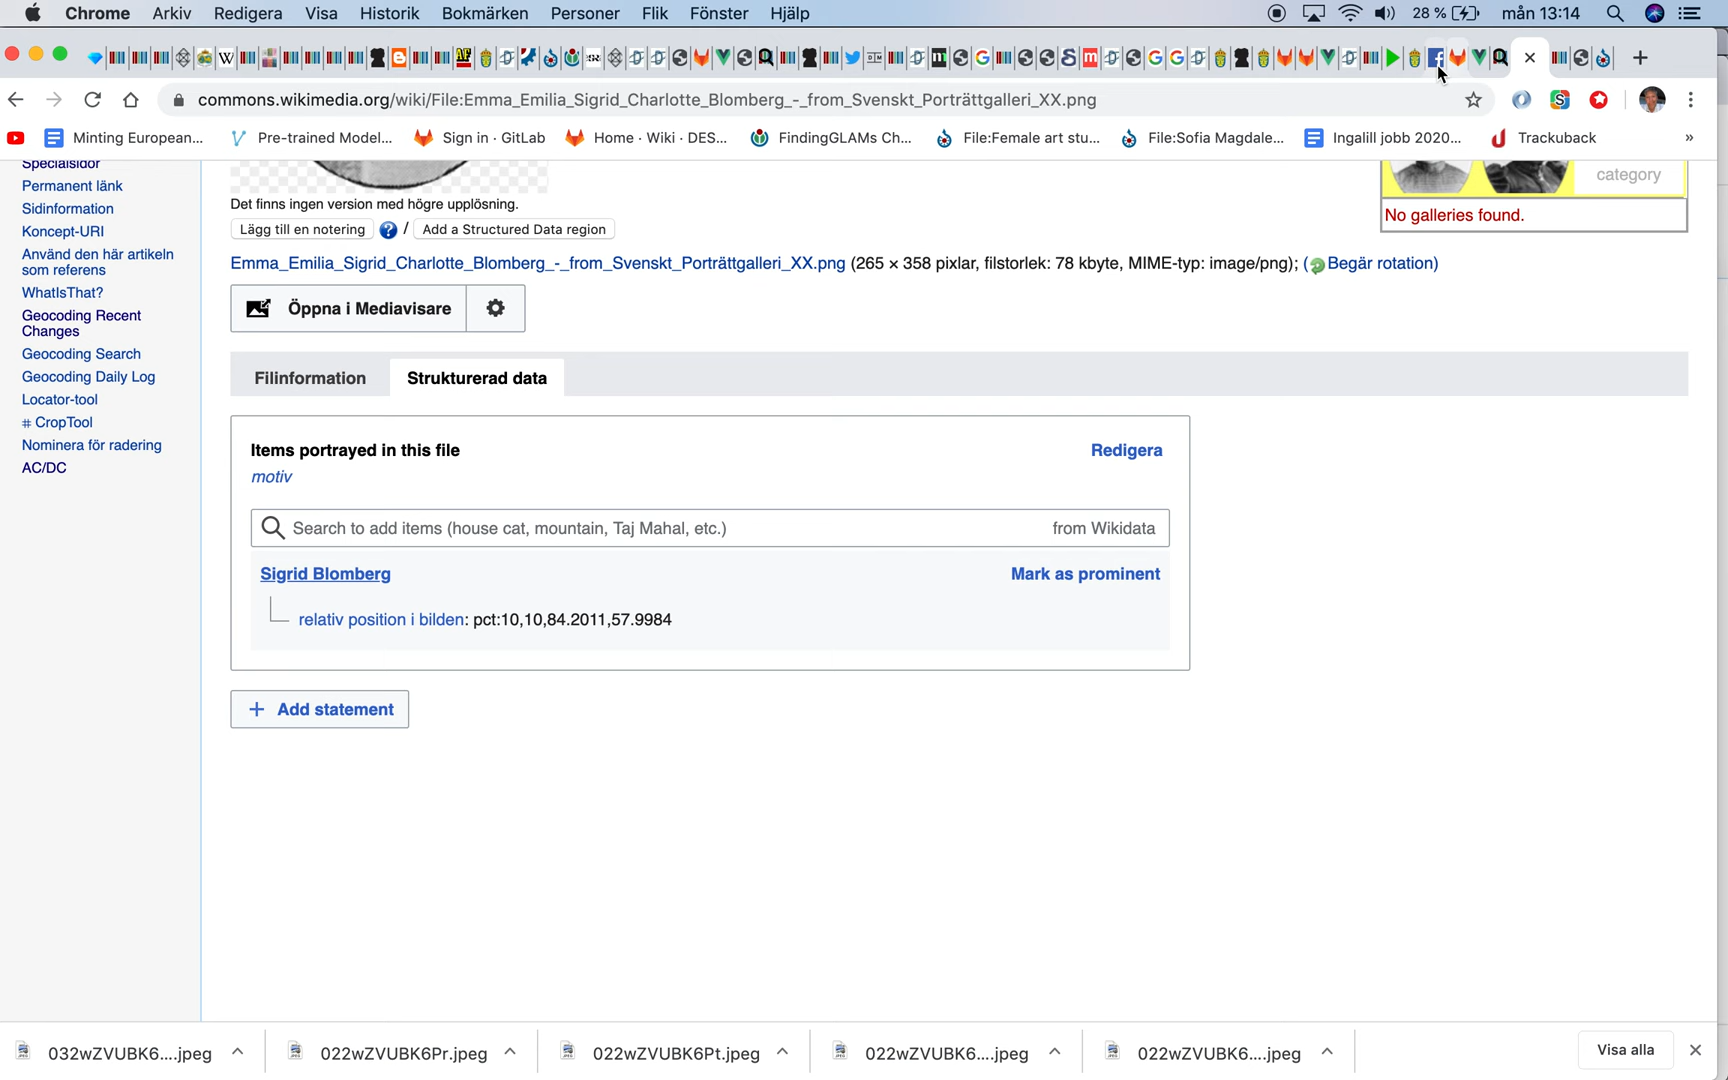 Chrome Arkiv Redigera Visa Historik Bokmärken Personer Flik Fönster Hjälp 28 % mån 13:14
commons.wikimedia.org/wiki/File:Emma_Emilia_Sigrid_Charlotte_Blomberg_-_from_Svenskt_Porträttgalleri_XX.png
Minting European... Pre-trained Model... Sign in · GitLab Home · Wiki · DES... FindingGLAMs Ch... File:Female art stu... File:Sofia Magdale... Ingalill jobb 2020... Trackuback »
Specialsidor
Permanent länk
Sidinformation
Koncept-URI
Använd den här artikeln
som referens
WhatIsThat?
Geocoding Recent
Changes
Geocoding Search
Geocoding Daily Log
Locator-tool
# CropTool
Nominera för radering
AC/DC
category
No galleries found.
Det finns ingen version med högre upplösning.
Lägg till en notering ? / Add a Structured Data region
Emma_Emilia_Sigrid_Charlotte_Blomberg_-_from_Svenskt_Porträttgalleri_XX.png (265 × 358 pixlar, filstorlek: 78 kbyte, MIME-typ: image/png); (Begär rotation)
Öppna i Mediavisare
Filinformation Strukturerad data
Items portrayed in this file Redigera
motiv
Search to add items (house cat, mountain, Taj Mahal, etc.) from Wikidata
Sigrid Blomberg Mark as prominent
relativ position i bilden: pct:10,10,84.2011,57.9984
+ Add statement
032wZVUBK6....jpeg 022wZVUBK6Pr.jpeg 022wZVUBK6Pt.jpeg 022wZVUBK6....jpeg 022wZVUBK6....jpeg Visa alla